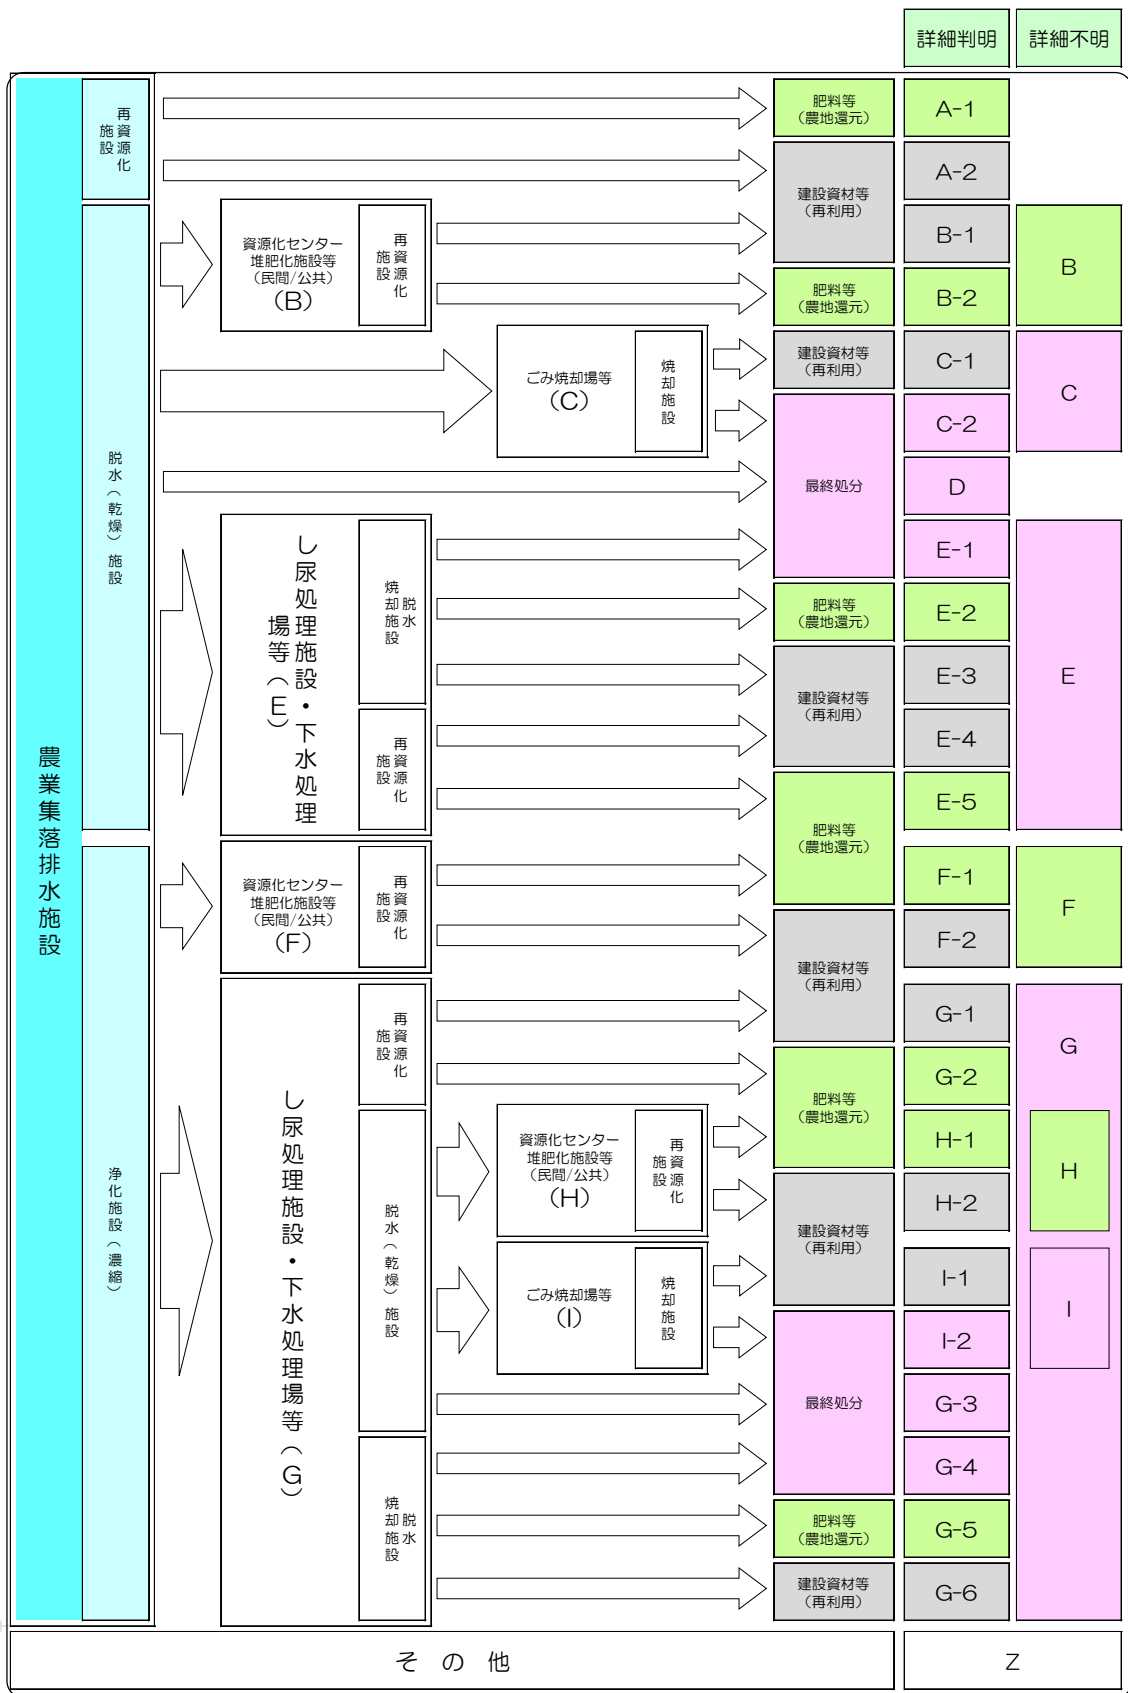 詳細判明
詳細不明
農業集落排水施設
再資源化
施設
肥料等
(農地還元)
A-1
建設資材等
(再利用)
A-2
脱水(乾燥)施設
資源化センター
堆肥化施設等
(民間/公共)
(B)
再資源化
施設
B-1
B
肥料等
(農地還元)
B-2
ごみ焼却場等
(C)
焼却施設
建設資材等
(再利用)
C-1
C
C-2
最終処分
D
し尿処理施設・下水処理
場等(E)
脱水
焼却施設
E-1
肥料等
(農地還元)
E-2
E
建設資材等
(再利用)
E-3
再資源化
施設
E-4
肥料等
(農地還元)
E-5
浄化施設(濃縮)
資源化センター
堆肥化施設等
(民間/公共)
(F)
再資源化
施設
F-1
F
建設資材等
(再利用)
F-2
し尿処理施設・下水処理場等(G)
再資源化
施設
G-1
G
肥料等
(農地還元)
G-2
脱水(乾燥)施設
資源化センター
堆肥化施設等
(民間/公共)
(H)
再資源化
施設
H-1
H
建設資材等
(再利用)
H-2
ごみ焼却場等
(I)
焼却施設
I-1
I
I-2
最終処分
G-3
脱水
焼却施設
G-4
肥料等
(農地還元)
G-5
建設資材等
(再利用)
G-6
その他
Z